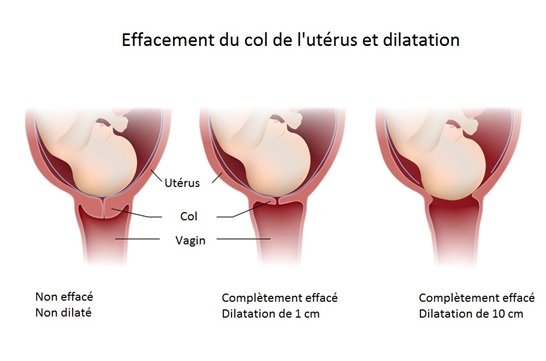 Effacement du col de l'utérus et dilatation
Utérus
Col
Vagin
Non effacé
Non dilaté
Complètement effacé
Dilatation de 1 cm
Complètement effacé
Dilatation de 10 cm